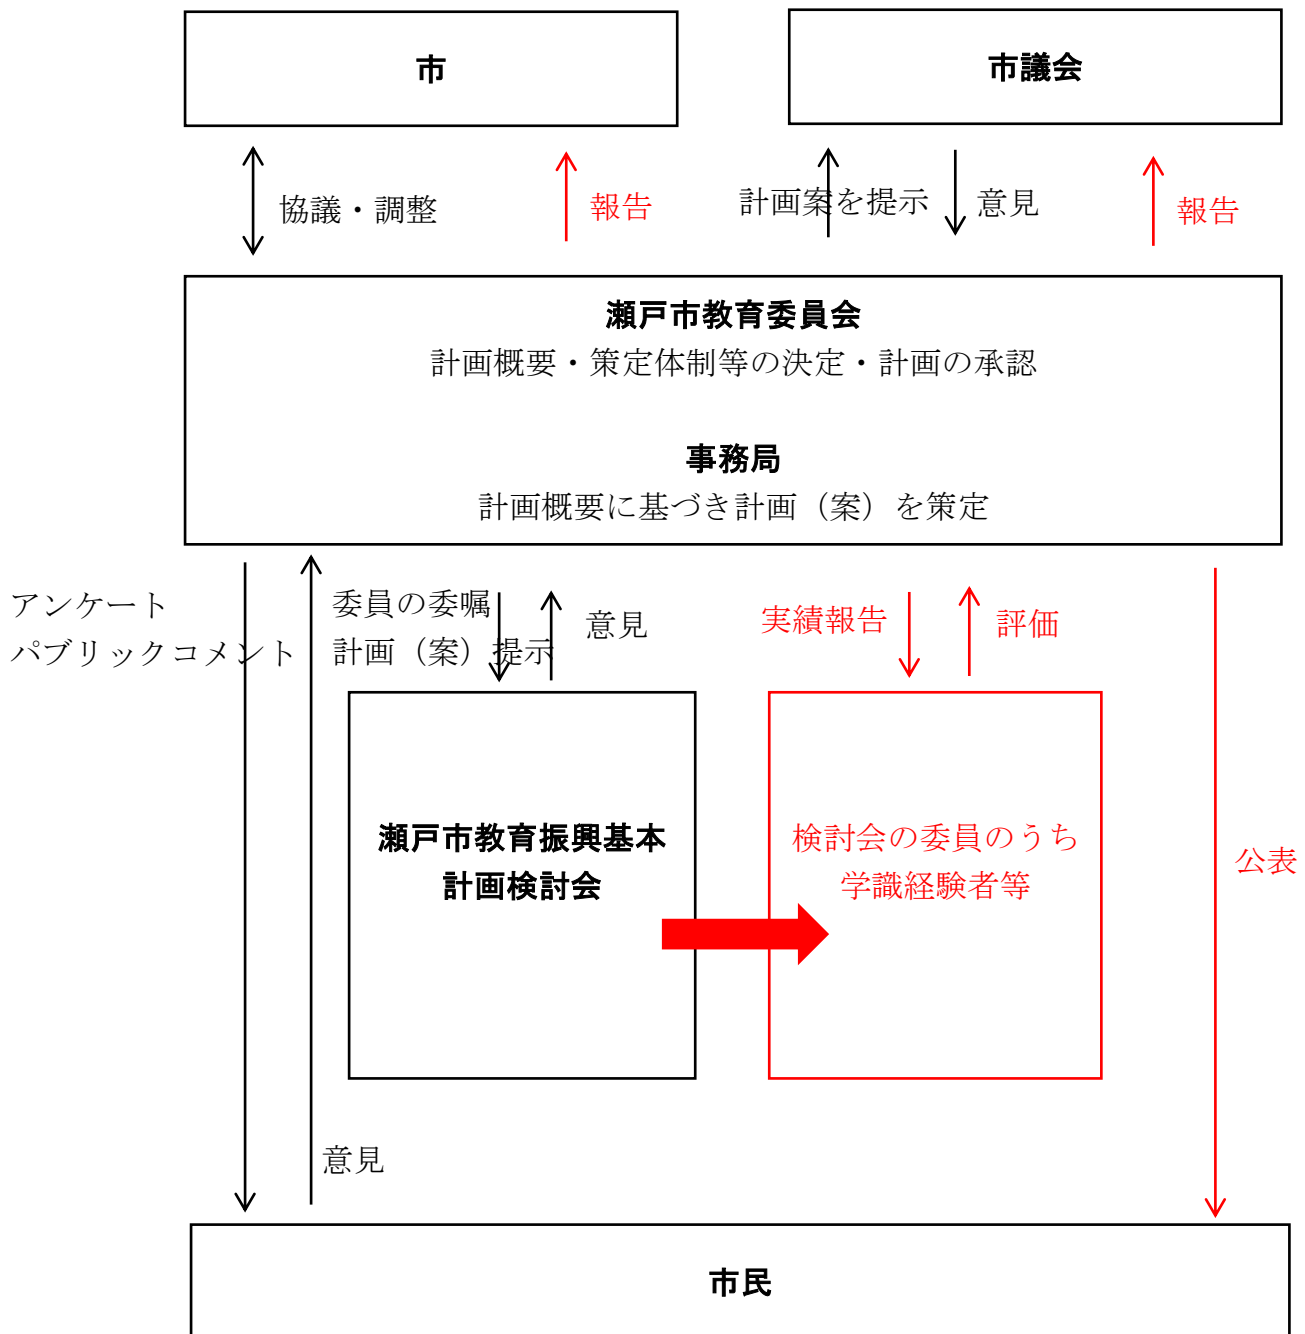 市
市議会
協議・調整
報告
計画案を提示
意見
報告
瀬戸市教育委員会
計画概要・策定体制等の決定・計画の承認
事務局
計画概要に基づき計画（案）を策定
アンケート
パブリックコメント
委員の委嘱
計画（案）提示
意見
実績報告
評価
瀬戸市教育振興基本
計画検討会
検討会の委員のうち
学識経験者等
公表
意見
市民